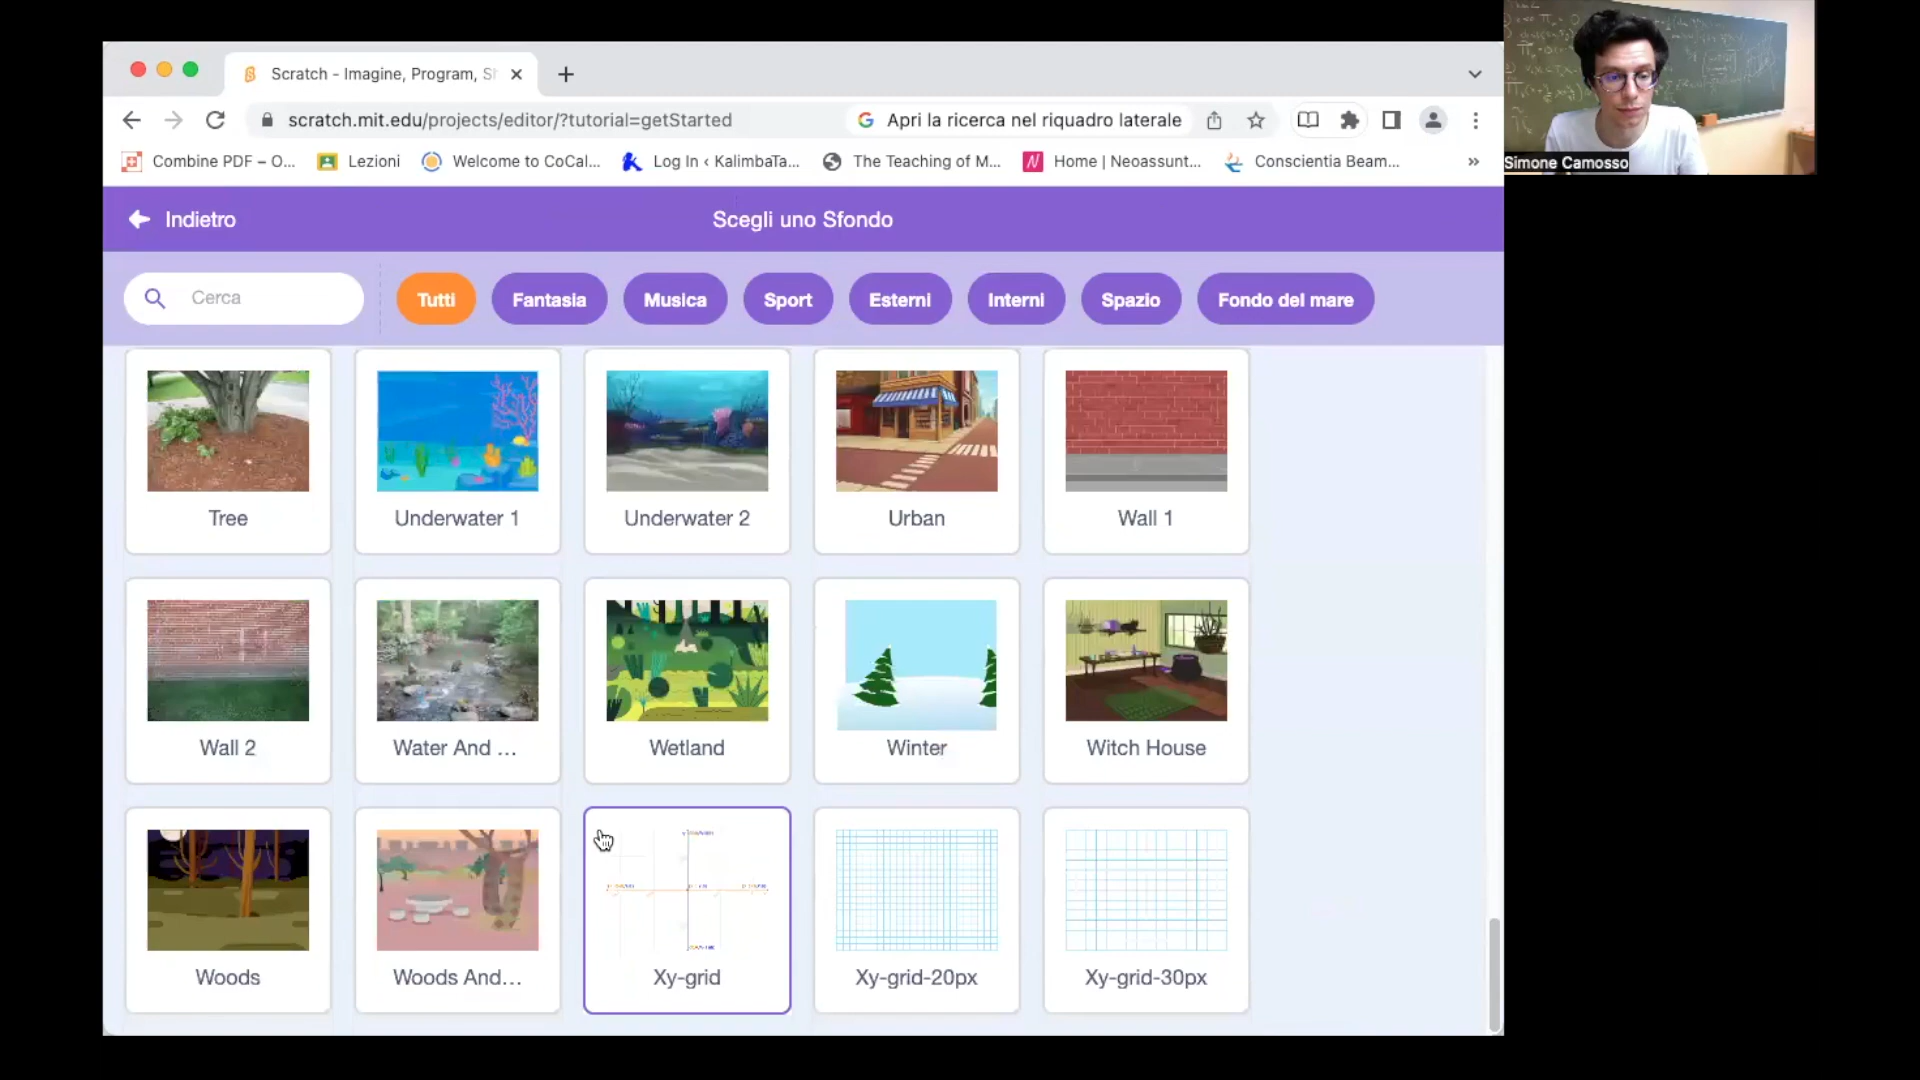 Scratch - Imagine, Program, Sh
scratch.mit.edu/projects/editor/?tutorial=getStarted
Apri la ricerca nel riquadro laterale
Combine PDF – O...
Lezioni
Welcome to CoCal...
Log In ‹ KalimbaTa...
The Teaching of M...
Home | Neoassunt...
Conscientia Beam...
»
Simone Camosso
Indietro
Scegli uno Sfondo
Cerca
Tutti
Fantasia
Musica
Sport
Esterni
Interni
Spazio
Fondo del mare
Tree
Underwater 1
Underwater 2
Urban
Wall 1
Wall 2
Water And ...
Wetland
Winter
Witch House
Woods
Woods And...
Xy-grid
Xy-grid-20px
Xy-grid-30px